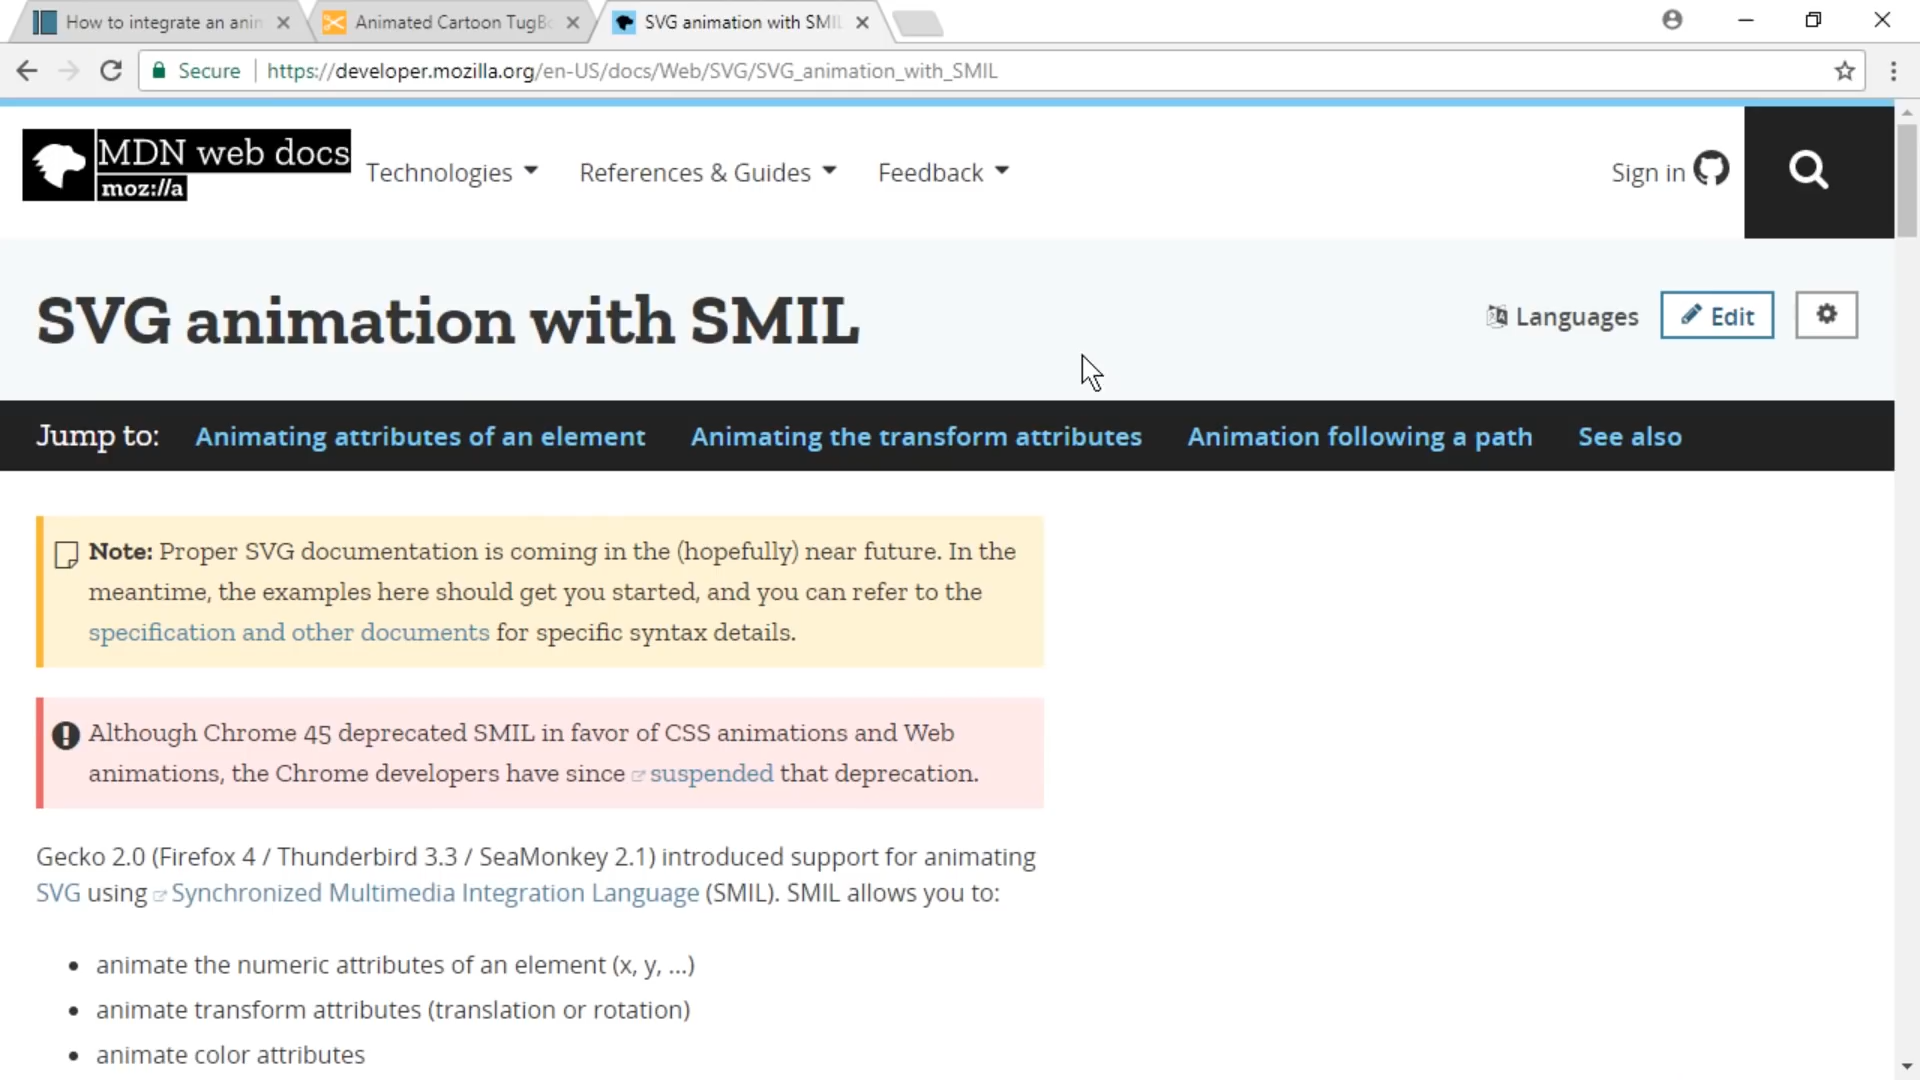 How to integrate an anin
Animated Cartoon TugBo
SVG animation with SMIL
Secure
https://developer.mozilla.org/en-US/docs/Web/SVG/SVG_animation_with_SMIL
MDN web docs
moz://a
Technologies
References & Guides
Feedback
Sign in
SVG animation with SMIL
Languages
Edit
Jump to:
Animating attributes of an element
Animating the transform attributes
Animation following a path
See also
Note: Proper SVG documentation is coming in the (hopefully) near future. In the
meantime, the examples here should get you started, and you can refer to the
specification and other documents for specific syntax details.
Although Chrome 45 deprecated SMIL in favor of CSS animations and Web
animations, the Chrome developers have since suspended that deprecation.
Gecko 2.0 (Firefox 4 / Thunderbird 3.3 / SeaMonkey 2.1) introduced support for animating
SVG using Synchronized Multimedia Integration Language (SMIL). SMIL allows you to:
• animate the numeric attributes of an element (x, y, ...)
• animate transform attributes (translation or rotation)
• animate color attributes